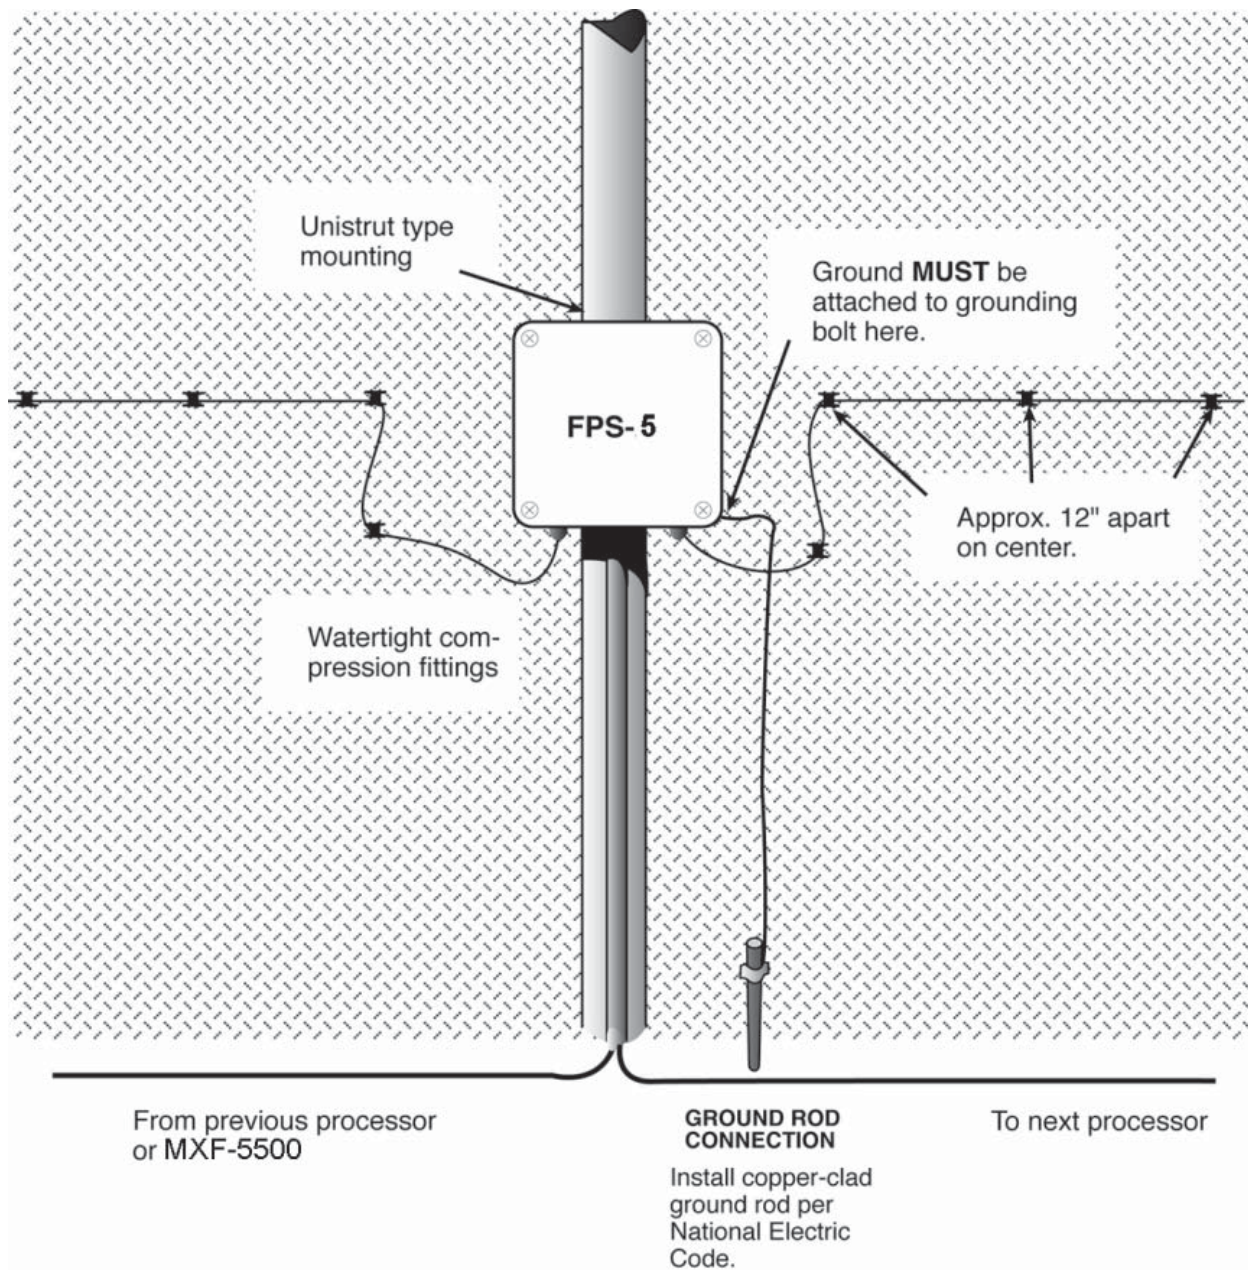 Unistrut type
mounting
Ground MUST be
attached to grounding
bolt here.
FPS-5
Approx. 12" apart
on center.
Watertight com-
pression fittings
From previous processor
or MXF-5500
GROUND ROD
CONNECTION
Install copper-clad
ground rod per
National Electric
Code.
To next processor